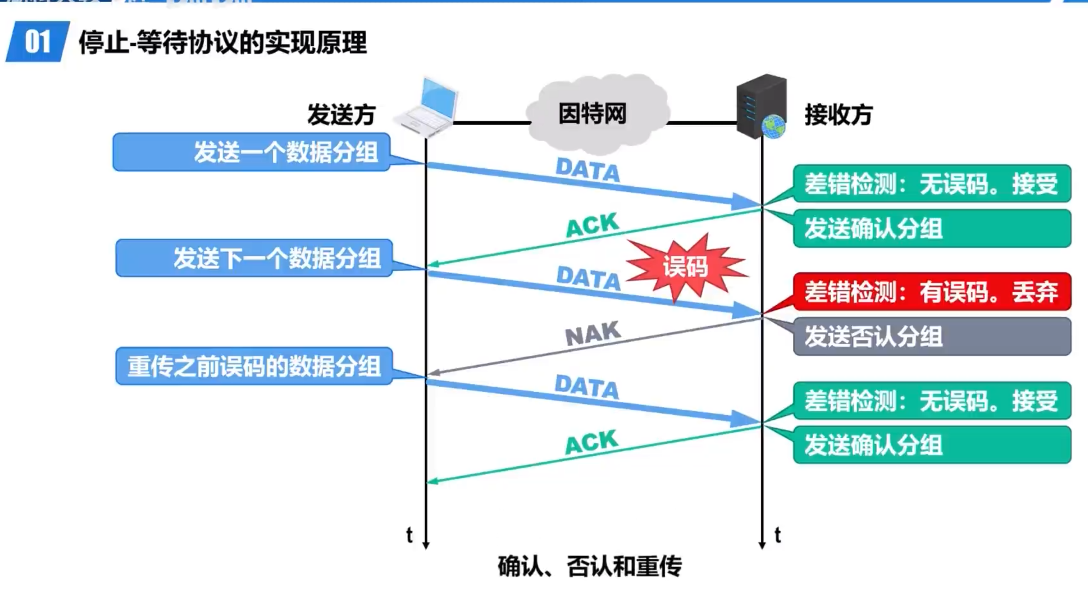 01 停止-等待协议的实现原理
发送方
因特网
接收方
发送一个数据分组
DATA
差错检测：无误码。接受
ACK
发送确认分组
发送下一个数据分组
DATA
误码
差错检测：有误码。丢弃
NAK
发送否认分组
重传之前误码的数据分组
DATA
差错检测：无误码。接受
ACK
发送确认分组
t
t
确认、否认和重传